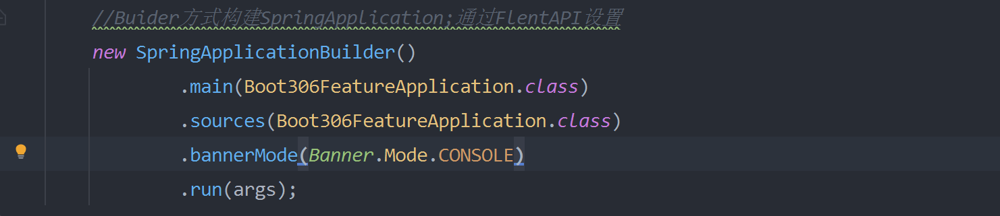 //Buider方式构建SpringApplication;通过FlentAPI设置
new SpringApplicationBuilder()
.main(Boot306FeatureApplication.class)
.sources(Boot306FeatureApplication.class)
.bannerMode(Banner.Mode.CONSOLE)
.run(args);